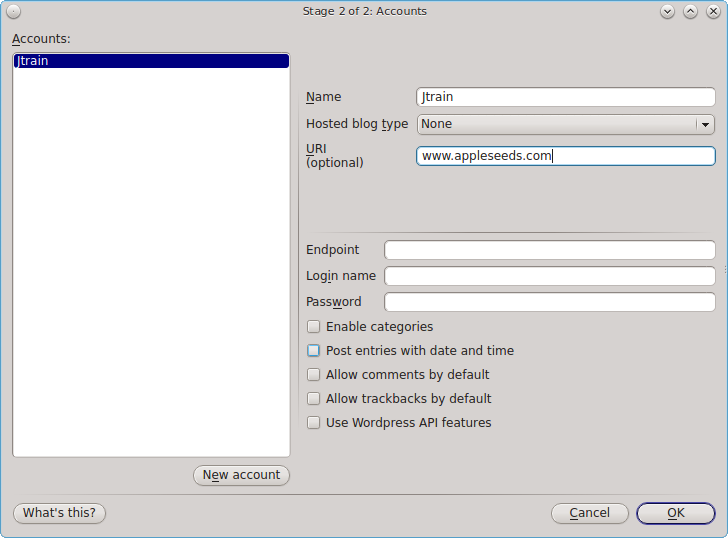 Stage 2 of 2: Accounts
Accounts:
Jtrain
Name
Jtrain
Hosted blog type
None
URI
(optional)
www.appleseeds.com
Endpoint
Login name
Password
Enable categories
Post entries with date and time
Allow comments by default
Allow trackbacks by default
Use Wordpress API features
New account
What's this?
Cancel
OK